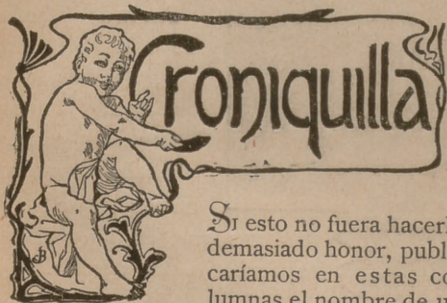 Croniquilla
Si esto no fuera hacer
demasiado honor, publi
caríamos en estas co
lumnas el nombre de